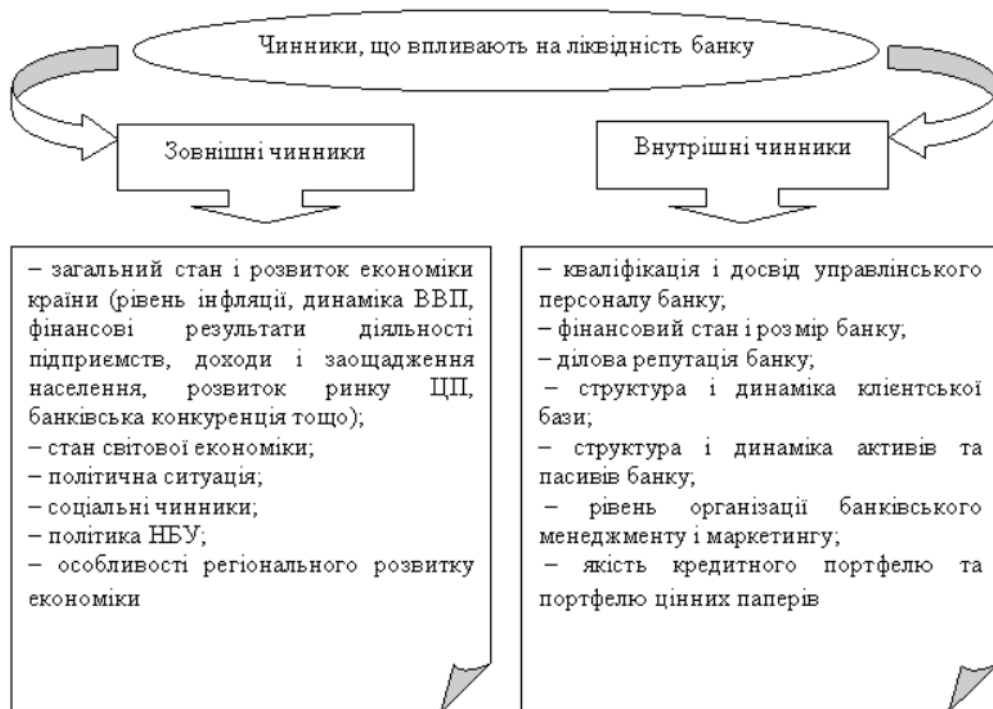 Чинники, що впливають на ліквідність банку
Зовнішні чинники
Внутрішні чинники
– загальний стан і розвиток економіки
країни (рівень інфляції, динаміка ВВП,
фінансові результати діяльності
підприємств, доходи і заощадження
населення, розвиток ринку ЦП,
банківська конкуренція тощо);
– стан світової економіки;
– політична ситуація;
– соціальні чинники;
– політика НБУ;
– особливості регіонального розвитку
економіки
– кваліфікація і досвід управлінського
персоналу банку;
– фінансовий стан і розмір банку;
– ділова репутація банку;
– структура і динаміка клієнтської
бази;
– структура і динаміка активів та
пасивів банку;
– рівень організації банківського
менеджменту і маркетингу;
– якість кредитного портфелю та
портфелю цінних паперів